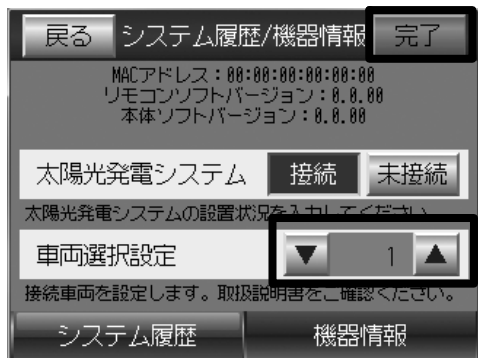 戻る システム履歴/機器情報 完了
MACアドレス：00:00:00:00:00:00
リモコンソフトバージョン：0.0.00
本体ソフトバージョン：0.0.00
太陽光発電システム 接続 未接続
太陽光発電システムの設置状況を入力してください。
車両選択設定 ▼ 1 ▲
接続車両を設定します。取扱説明書をご確認ください。
システム履歴 機器情報